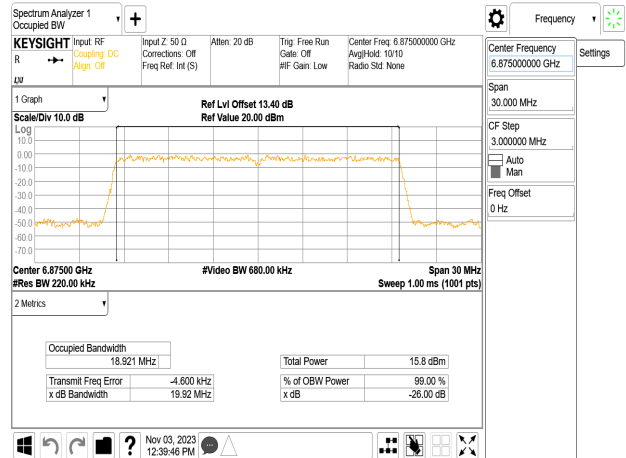 Spectrum Analyzer 1
Occupied BW
Frequency
KEYSIGHT
R
Input: RF
Coupling: DC
Align: Off
Input Z: 50 Ω
Corrections: Off
Freq Ref: Int (S)
Atten: 20 dB
Trig: Free Run
Gate: Off
#IF Gain: Low
Center Freq: 6.875000000 GHz
Avg|Hold: 10/10
Radio Std: None
Center Frequency
6.875000000 GHz
Settings
Span
30.000 MHz
CF Step
3.000000 MHz
Auto
Man
Freq Offset
0 Hz
1 Graph
Scale/Div 10.0 dB
Ref Lvl Offset 13.40 dB
Ref Value 20.00 dBm
Log
10.0
0.00
-10.0
-20.0
-30.0
-40.0
-50.0
-60.0
-70.0
Center 6.87500 GHz
#Video BW 680.00 kHz
Span 30 MHz
#Res BW 220.00 kHz
Sweep 1.00 ms (1001 pts)
2 Metrics
Occupied Bandwidth
18.921 MHz
Total Power 15.8 dBm
Transmit Freq Error -4.600 kHz
% of OBW Power 99.00 %
x dB Bandwidth 19.92 MHz
x dB -26.00 dB
?
Nov 03, 2023
12:39:46 PM